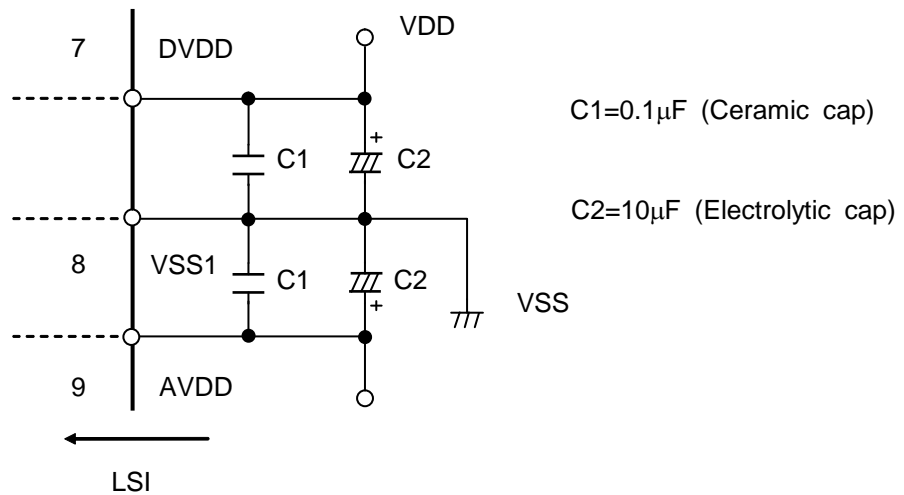 VDD
7 DVDD
C1=0.1μF (Ceramic cap)
+
C1 C2
C2=10μF (Electrolytic cap)
8 VSS1
C1 C2
VSS
+
9 AVDD
LSI